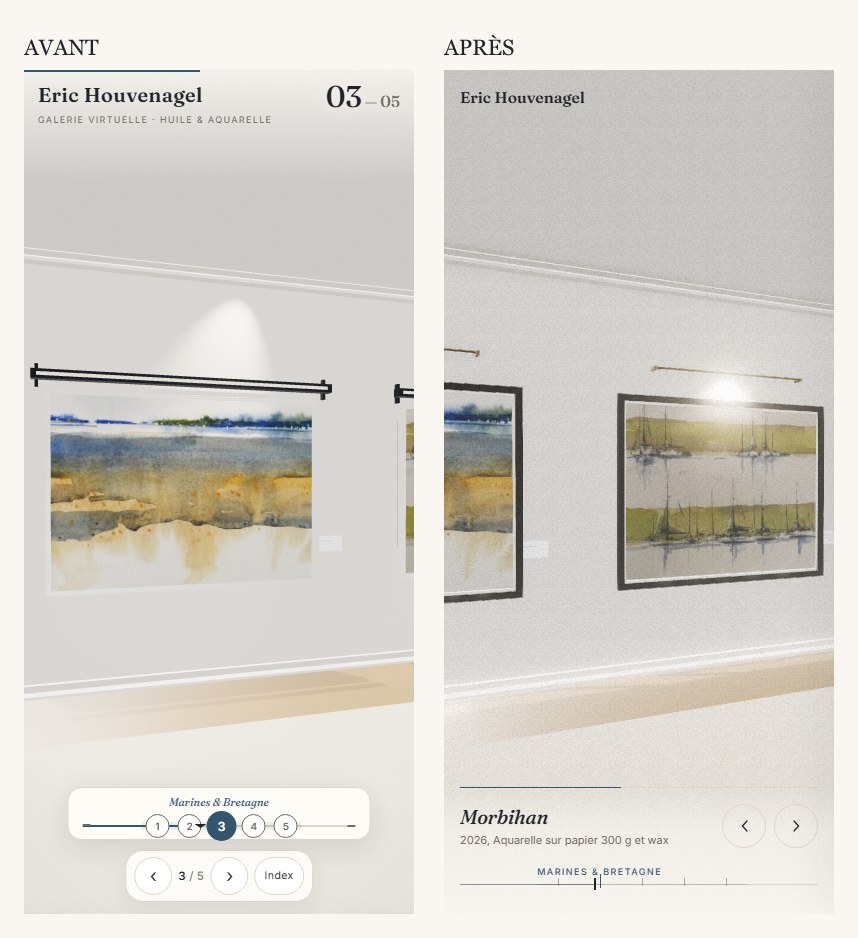 AVANT
Eric Houvenagel
03 — 05
GALERIE VIRTUELLE · HUILE & AQUARELLE
Marines & Bretagne
1 2 3 4 5
‹ 3 / 5 › Index
APRÈS
Eric Houvenagel
Morbihan
2026, Aquarelle sur papier 300 g et wax
‹ ›
MARINES & BRETAGNE